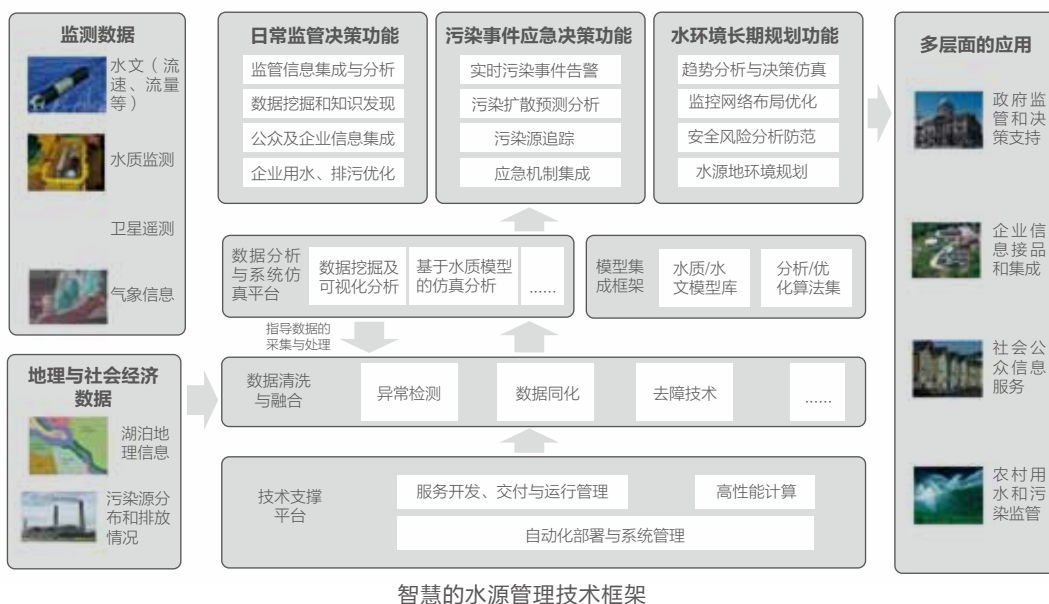 监测数据
水文（流
速、流量
等）
水质监测
卫星遥测
气象信息
地理与社会经济
数据
湖泊地
理信息
污染源分
布和排放
情况
日常监管决策功能
监管信息集成与分析
数据挖掘和知识发现
公众及企业信息集成
企业用水、排污优化
污染事件应急决策功能
实时污染事件告警
污染扩散预测分析
污染源追踪
应急机制集成
水环境长期规划功能
趋势分析与决策仿真
监控网络布局优化
安全风险分析防范
水源地环境规划
数据分析
与系统仿
真平台
数据挖掘及
可视化分析
基于水质模型
的仿真分析
......
模型集
成框架
水质/水
文模型库
分析/优
化算法集
指导数据的
采集与处理
数据清洗
与融合
异常检测
数据同化
去障技术
......
技术支撑
平台
服务开发、交付与运行管理
高性能计算
自动化部署与系统管理
多层面的应用
政府监
管和决
策支持
企业信
息接品
和集成
社会公
众信息
服务
农村用
水和污
染监管
智慧的水源管理技术框架